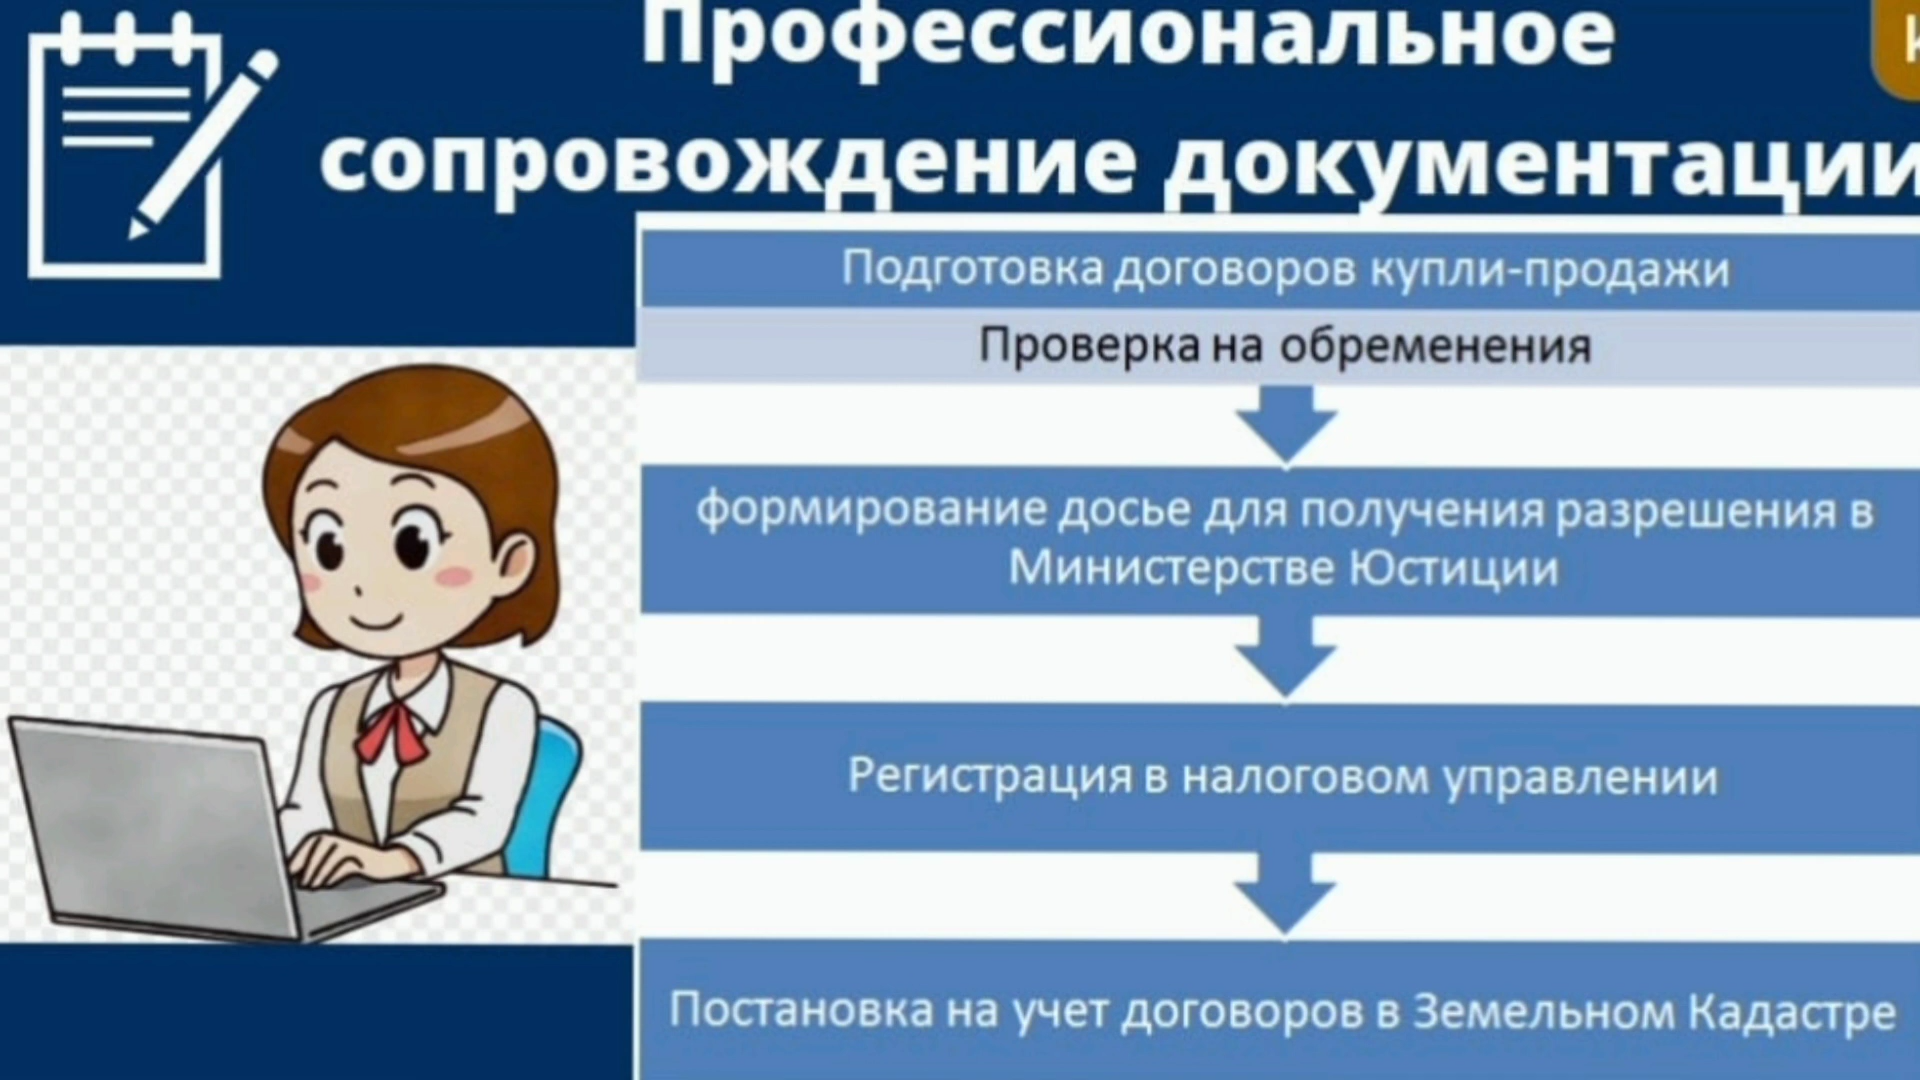 Профессиональное
сопровождение документации
Подготовка договоров купли-продажи
Проверка на обременения
формирование досье для получения разрешения в
Министерстве Юстиции
Регистрация в налоговом управлении
Постановка на учет договоров в Земельном Кадастре